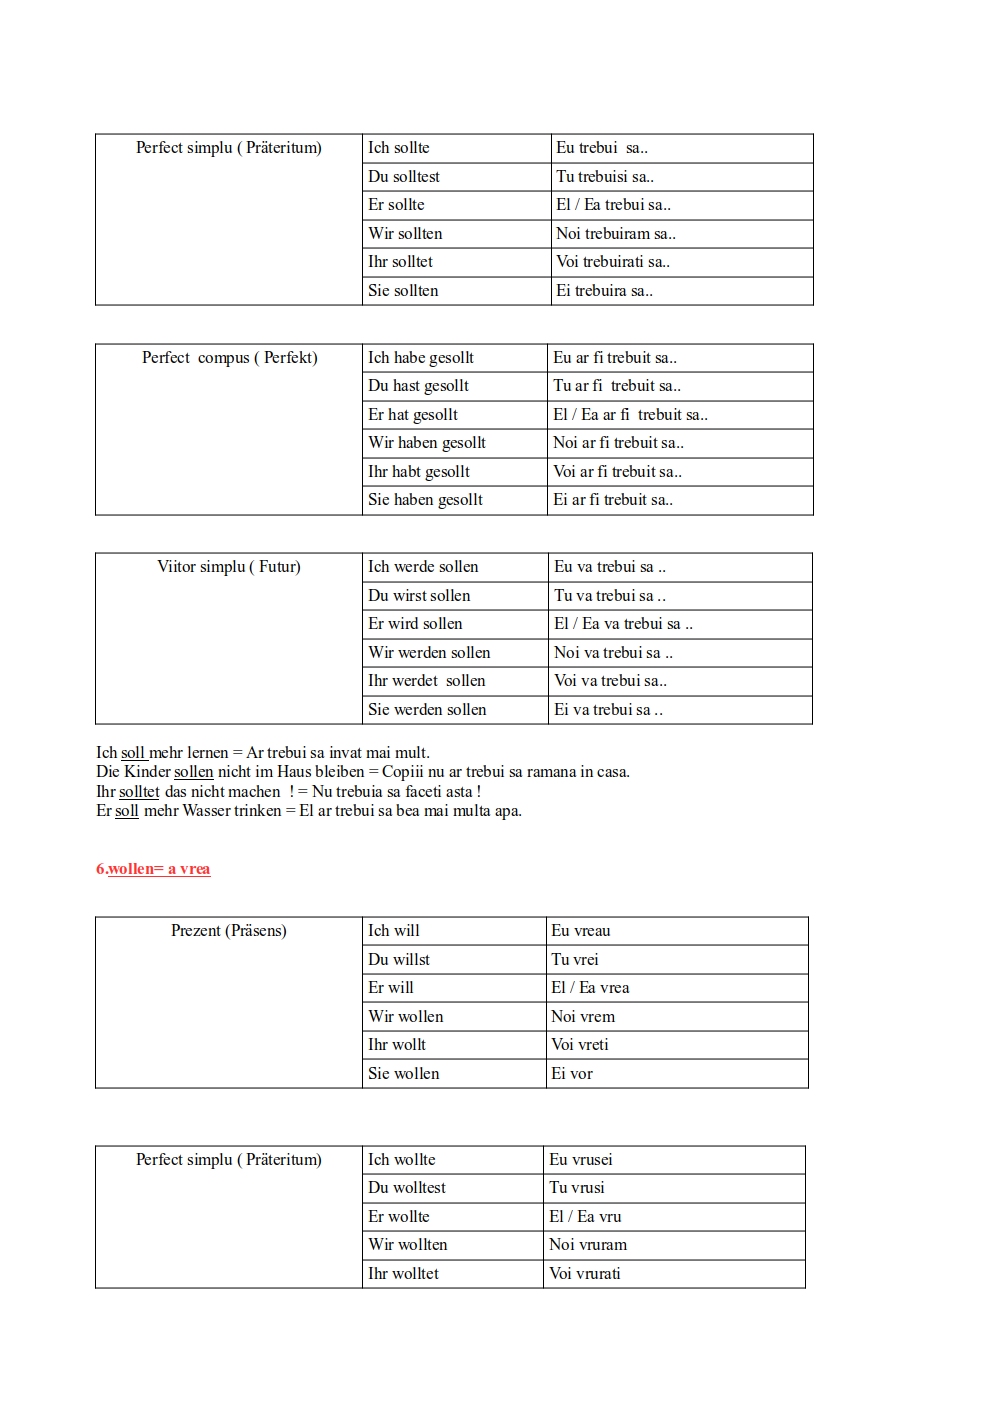 Perfect simplu ( Präteritum) Ich sollte Eu trebui  sa..
Du solltest Tu trebuisi sa..
Er sollte El / Ea trebui sa..
Wir sollten Noi trebuiram sa..
Ihr solltet Voi trebuirati sa..
Sie sollten Ei trebuira sa..
Perfect  compus ( Perfekt) Ich habe gesollt Eu ar fi trebuit sa..
Du hast gesollt Tu ar fi  trebuit sa..
Er hat gesollt El / Ea ar fi  trebuit sa..
Wir haben gesollt Noi ar fi trebuit sa..
Ihr habt gesollt Voi ar fi trebuit sa..
Sie haben gesollt Ei ar fi trebuit sa..
Viitor simplu ( Futur) Ich werde sollen Eu va trebui sa ..
Du wirst sollen Tu va trebui sa ..
Er wird sollen El / Ea va trebui sa ..
Wir werden sollen Noi va trebui sa ..
Ihr werdet  sollen Voi va trebui sa..
Sie werden sollen Ei va trebui sa ..
Ich soll mehr lernen = Ar trebui sa invat mai mult.
Die Kinder sollen nicht im Haus bleiben = Copiii nu ar trebui sa ramana in casa.
Ihr solltet das nicht machen  ! = Nu trebuia sa faceti asta !
Er soll mehr Wasser trinken = El ar trebui sa bea mai multa apa.
6.wollen= a vrea
Prezent (Präsens) Ich will Eu vreau
Du willst Tu vrei
Er will El / Ea vrea
Wir wollen Noi vrem
Ihr wollt Voi vreti
Sie wollen Ei vor
Perfect simplu ( Präteritum) Ich wollte Eu vrusei
Du wolltest Tu vrusi
Er wollte El / Ea vru
Wir wollten Noi vruram
Ihr wolltet Voi vrurati